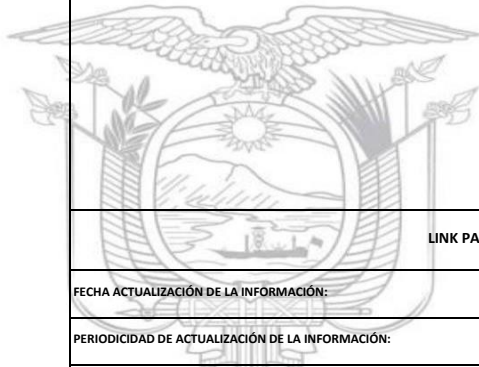 LINK PA
FECHA ACTUALIZACIÓN DE LA INFORMACIÓN:
PERIODICIDAD DE ACTUALIZACIÓN DE LA INFORMACIÓN: